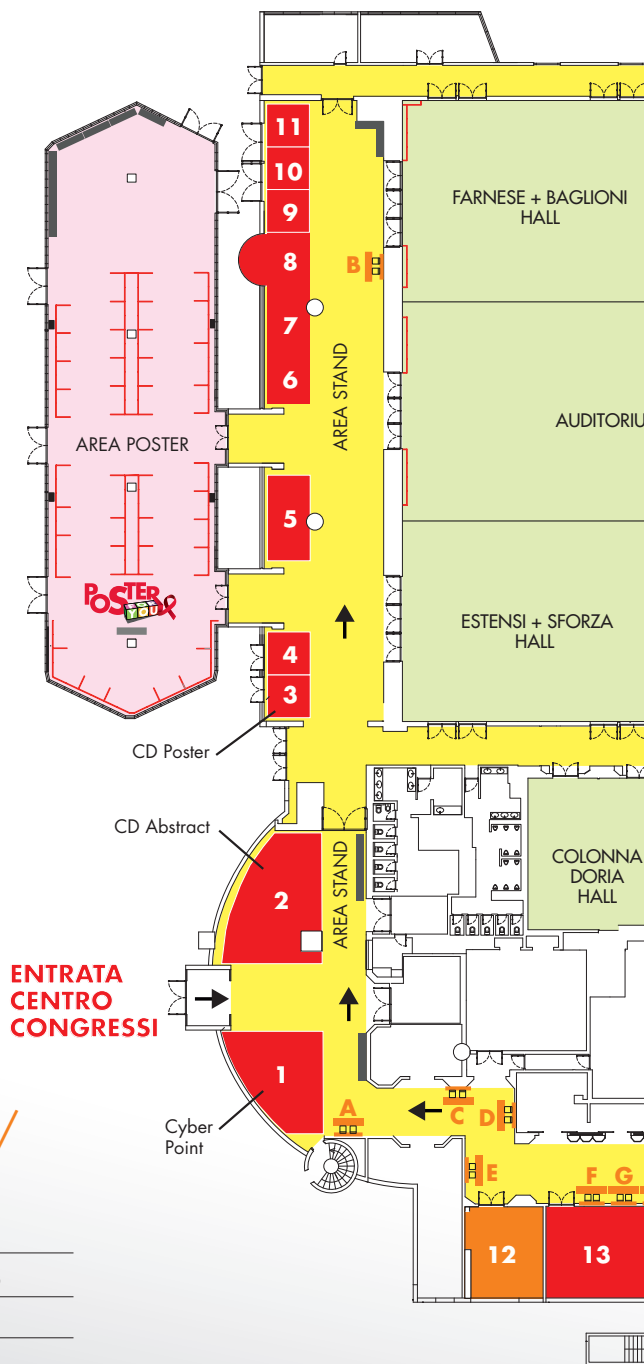 11
10
FARNESE + BAGLIONI
HALL
9
8
B
7
AREA STAND
6
AUDITORIU
AREA POSTER
5
POSTER
YOU
ESTENSI + SFORZA
HALL
4
3
CD Poster
CD Abstract
AREA STAND
COLONNA
DORIA
HALL
2
ENTRATA
CENTRO
CONGRESSI
1
A
C
D
Cyber
Point
E
F
G
12
13